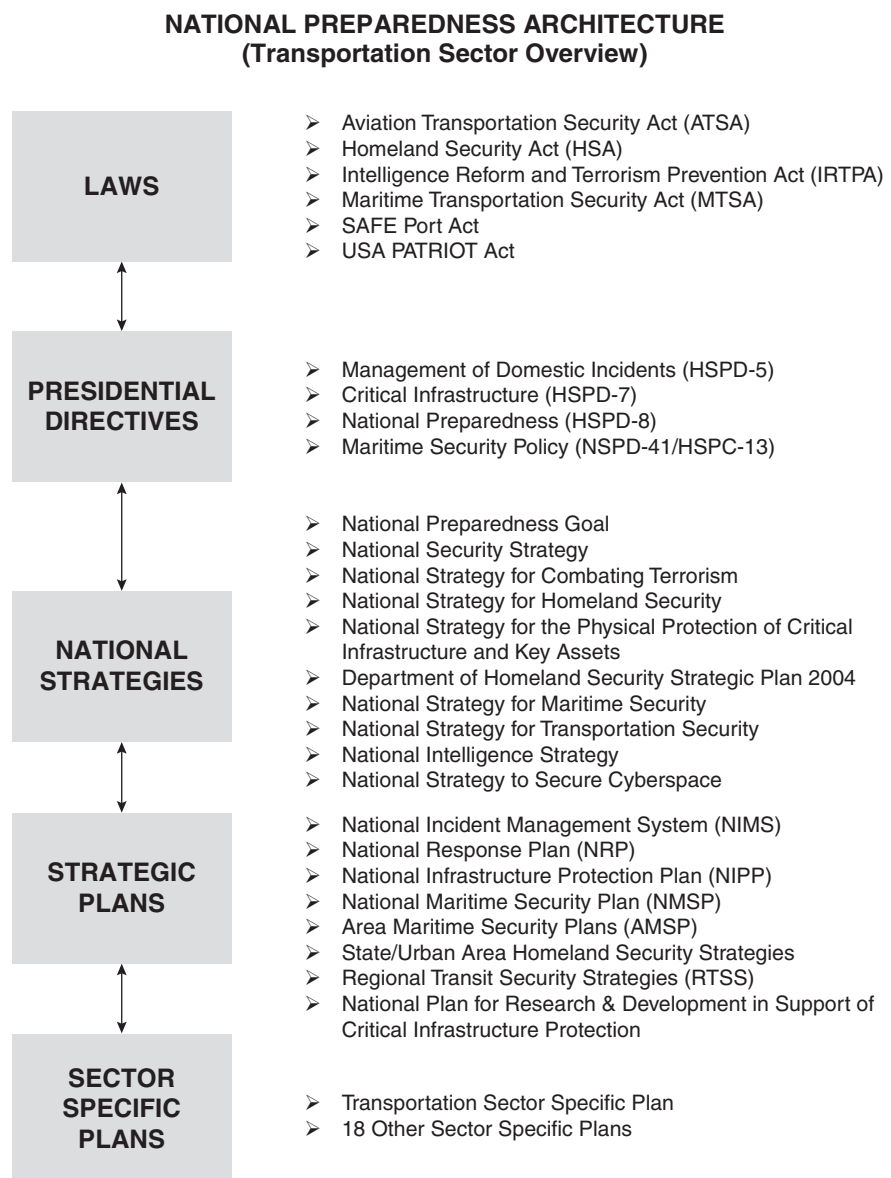 NATIONAL PREPAREDNESS ARCHITECTURE
(Transportation Sector Overview)
LAWS
➢ Aviation Transportation Security Act (ATSA)
➢ Homeland Security Act (HSA)
➢ Intelligence Reform and Terrorism Prevention Act (IRTPA)
➢ Maritime Transportation Security Act (MTSA)
➢ SAFE Port Act
➢ USA PATRIOT Act
PRESIDENTIAL
DIRECTIVES
➢ Management of Domestic Incidents (HSPD-5)
➢ Critical Infrastructure (HSPD-7)
➢ National Preparedness (HSPD-8)
➢ Maritime Security Policy (NSPD-41/HSPC-13)
NATIONAL
STRATEGIES
➢ National Preparedness Goal
➢ National Security Strategy
➢ National Strategy for Combating Terrorism
➢ National Strategy for Homeland Security
➢ National Strategy for the Physical Protection of Critical
Infrastructure and Key Assets
➢ Department of Homeland Security Strategic Plan 2004
➢ National Strategy for Maritime Security
➢ National Strategy for Transportation Security
➢ National Intelligence Strategy
➢ National Strategy to Secure Cyberspace
STRATEGIC
PLANS
➢ National Incident Management System (NIMS)
➢ National Response Plan (NRP)
➢ National Infrastructure Protection Plan (NIPP)
➢ National Maritime Security Plan (NMSP)
➢ Area Maritime Security Plans (AMSP)
➢ State/Urban Area Homeland Security Strategies
➢ Regional Transit Security Strategies (RTSS)
➢ National Plan for Research & Development in Support of
Critical Infrastructure Protection
SECTOR
SPECIFIC
PLANS
➢ Transportation Sector Specific Plan
➢ 18 Other Sector Specific Plans